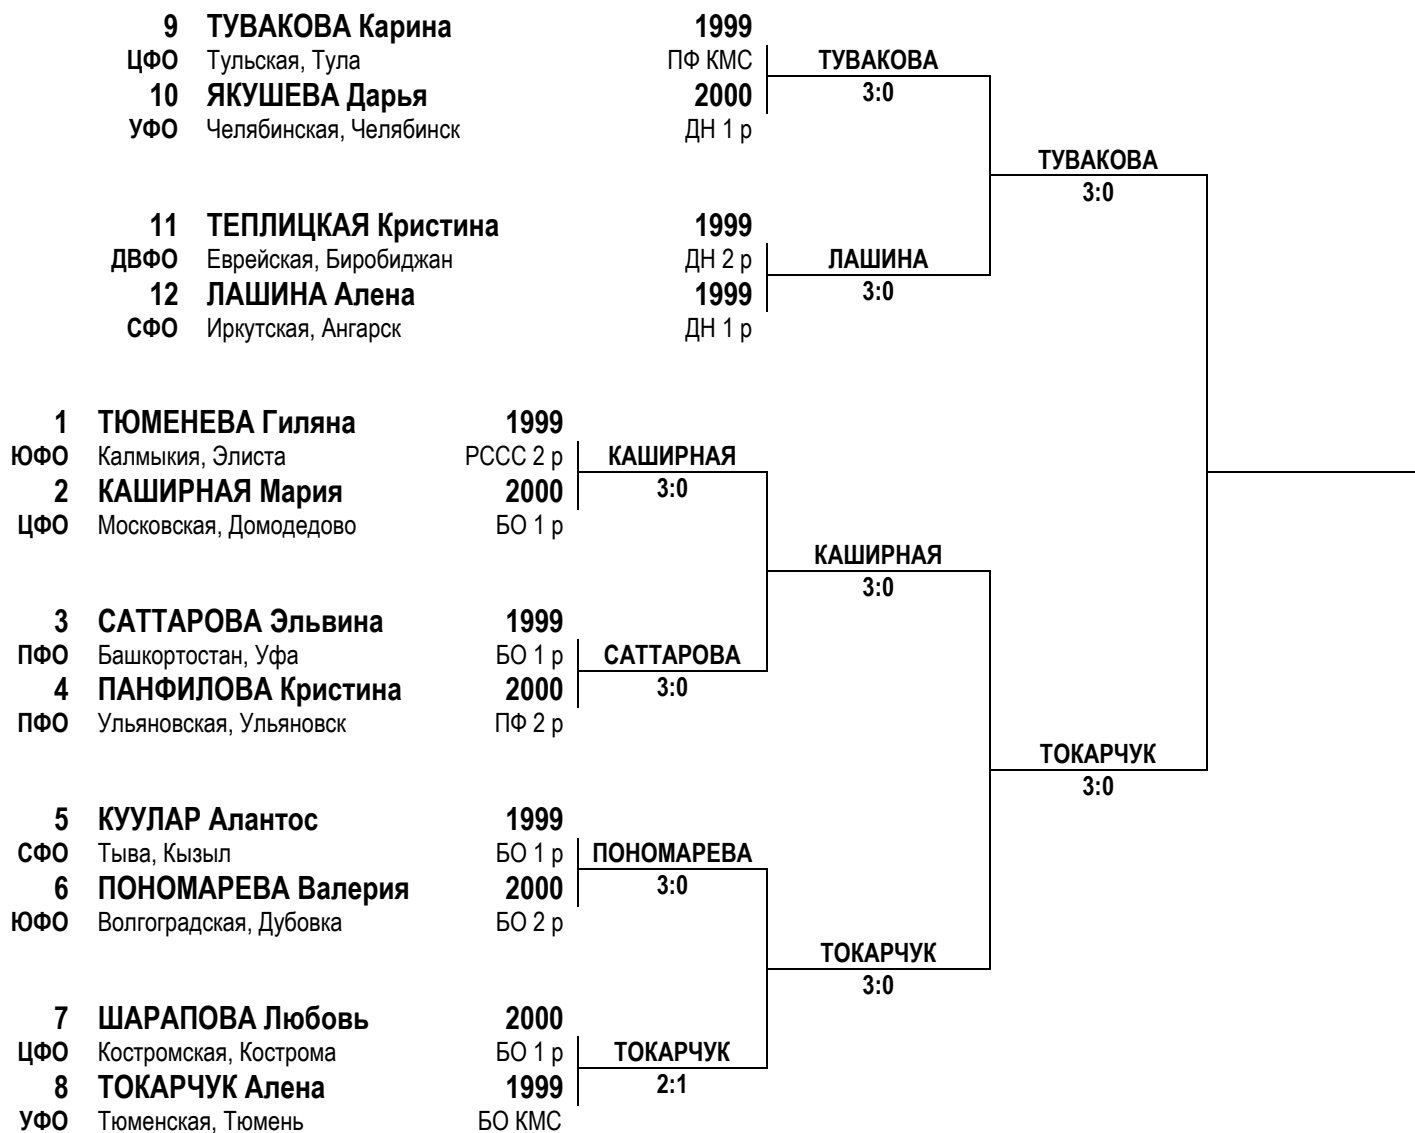 9 ТУВАКОВА Карина 1999
ЦФО Тульская, Тула ПФ КМС ТУВАКОВА
10 ЯКУШЕВА Дарья 2000 3:0
УФО Челябинская, Челябинск ДН 1 р
ТУВАКОВА
3:0
11 ТЕПЛИЦКАЯ Кристина 1999
ДВФО Еврейская, Биробиджан ДН 2 р ЛАШИНА
12 ЛАШИНА Алена 1999 3:0
СФО Иркутская, Ангарск ДН 1 р
1 ТЮМЕНЕВА Гиляна 1999
ЮФО Калмыкия, Элиста РССС 2 р КАШИРНАЯ
2 КАШИРНАЯ Мария 2000 3:0
ЦФО Московская, Домодедово БО 1 р
КАШИРНАЯ
3:0
3 САТТАРОВА Эльвина 1999
ПФО Башкортостан, Уфа БО 1 р САТТАРОВА
4 ПАНФИЛОВА Кристина 2000 3:0
ПФО Ульяновская, Ульяновск ПФ 2 р
ТОКАРЧУК
3:0
5 КУУЛАР Алантос 1999
СФО Тыва, Кызыл БО 1 р ПОНОМАРЕВА
6 ПОНОМАРЕВА Валерия 2000 3:0
ЮФО Волгоградская, Дубовка БО 2 р
ТОКАРЧУК
3:0
7 ШАРАПОВА Любовь 2000
ЦФО Костромская, Кострома БО 1 р ТОКАРЧУК
8 ТОКАРЧУК Алена 1999 2:1
УФО Тюменская, Тюмень БО КМС